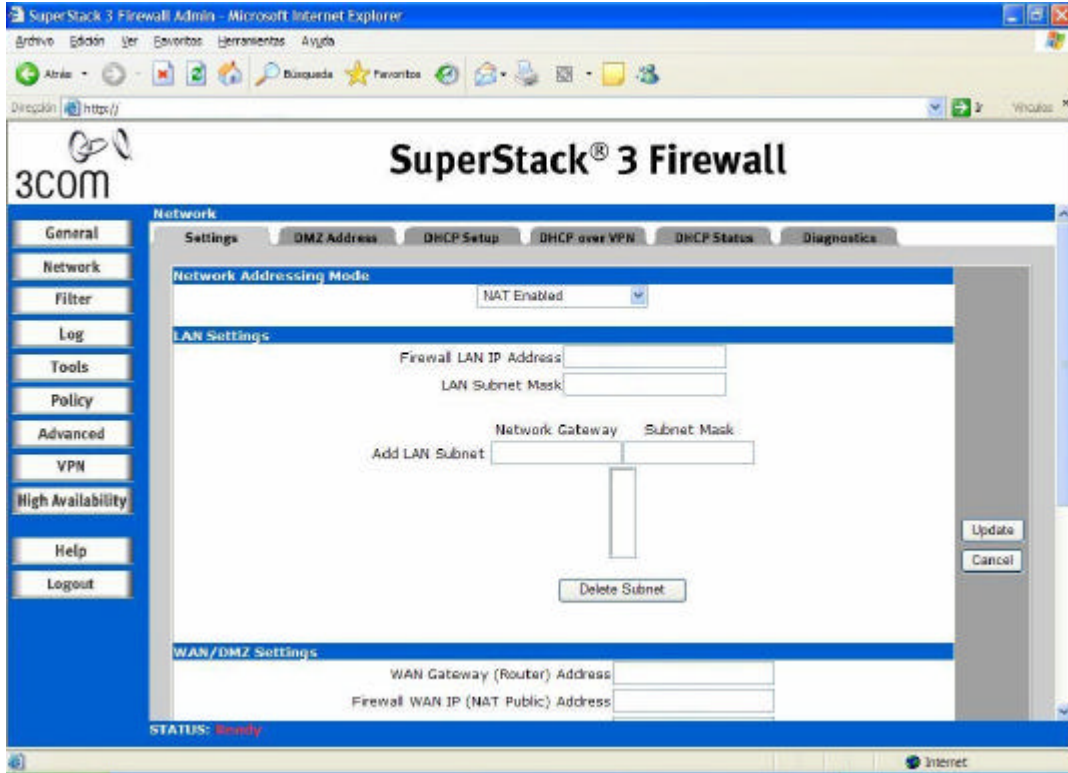 SuperStack 3 Firewall Admin - Microsoft Internet Explorer
Archivo Edición Ver Favoritos Herramientas Ayuda
Atrás Búsqueda Favoritos
Dirección http:// Ir Vínculos
3COM
SuperStack® 3 Firewall
Network
Settings DMZ Address DHCP Setup DHCP over VPN DHCP Status Diagnostics
General
Network
Filter
Log
Tools
Policy
Advanced
VPN
High Availability
Help
Logout
Network Addressing Mode
NAT Enabled
LAN Settings
Firewall LAN IP Address
LAN Subnet Mask
Network Gateway Subnet Mask
Add LAN Subnet
Delete Subnet
Update
Cancel
WAN/DMZ Settings
WAN Gateway (Router) Address
Firewall WAN IP (NAT Public) Address
STATUS: Ready
Internet